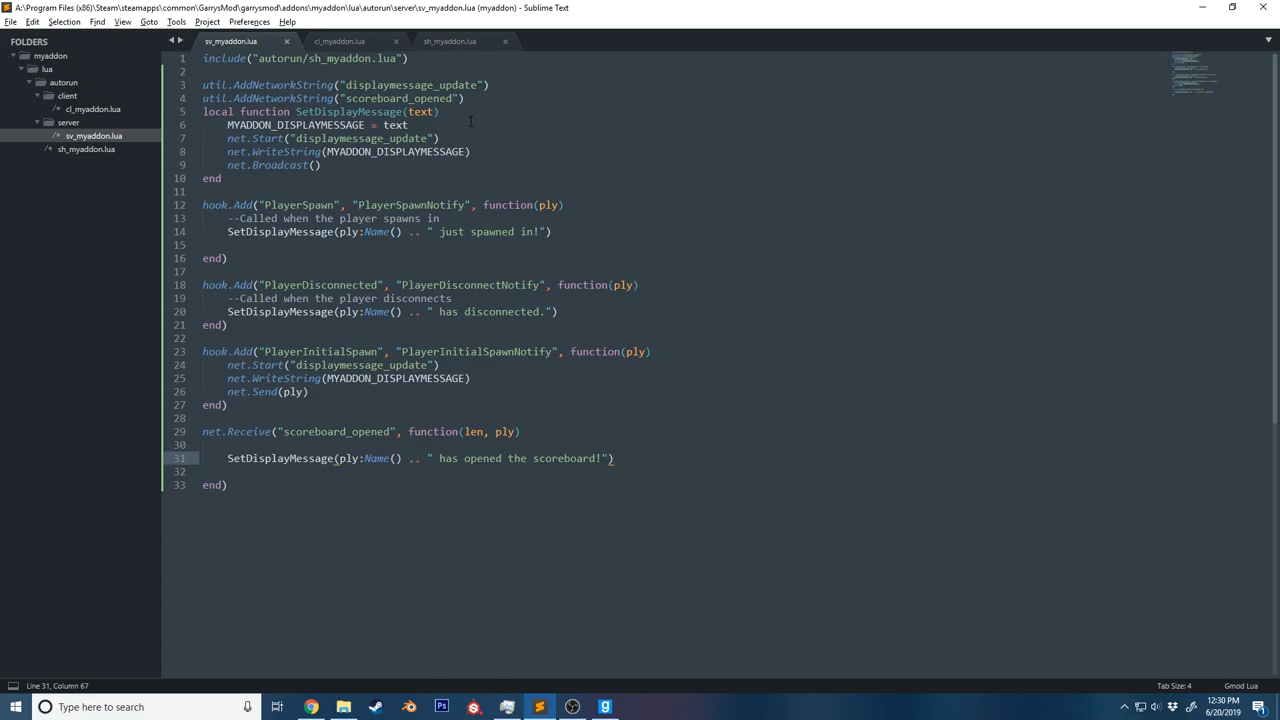 A:\Program Files (x86)\Steam\steamapps\common\GarrysMod\garrysmod\addons\myaddon\lua\autorun\server\sv_myaddon.lua (myaddon) - Sublime Text
File Edit Selection Find View Goto Tools Project Preferences Help
FOLDERS
myaddon
lua
autorun
client
cl_myaddon.lua
server
sv_myaddon.lua
sh_myaddon.lua
sv_myaddon.lua cl_myaddon.lua sh_myaddon.lua
1 include("autorun/sh_myaddon.lua")
2
3 util.AddNetworkString("displaymessage_update")
4 util.AddNetworkString("scoreboard_opened")
5 local function SetDisplayMessage(text)
6 MYADDON_DISPLAYMESSAGE = text
7 net.Start("displaymessage_update")
8 net.WriteString(MYADDON_DISPLAYMESSAGE)
9 net.Broadcast()
10 end
11
12 hook.Add("PlayerSpawn", "PlayerSpawnNotify", function(ply)
13 --Called when the player spawns in
14 SetDisplayMessage(ply:Name() .. " just spawned in!")
15
16 end)
17
18 hook.Add("PlayerDisconnected", "PlayerDisconnectNotify", function(ply)
19 --Called when the player disconnects
20 SetDisplayMessage(ply:Name() .. " has disconnected.")
21 end)
22
23 hook.Add("PlayerInitialSpawn", "PlayerInitialSpawnNotify", function(ply)
24 net.Start("displaymessage_update")
25 net.WriteString(MYADDON_DISPLAYMESSAGE)
26 net.Send(ply)
27 end)
28
29 net.Receive("scoreboard_opened", function(len, ply)
30
31 SetDisplayMessage(ply:Name() .. " has opened the scoreboard!")
32
33 end)
Line 31, Column 67 Tab Size: 4 Gmod Lua
Type here to search
12:30 PM
6/20/2019